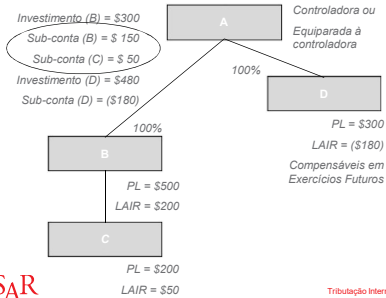 Investimento (B) = $300
Sub-conta (B) = $ 150
Sub-conta (C) = $ 50
Investimento (D) = $480
Sub-conta (D) = ($180)
A
Controladora ou
Equiparada à
controladora
100%
D
PL = $300
LAIR = ($180)
Compensáveis em
Exercícios Futuros
100%
B
PL = $500
LAIR = $200
C
PL = $200
LAIR = $50
SAR
Tributação Inter